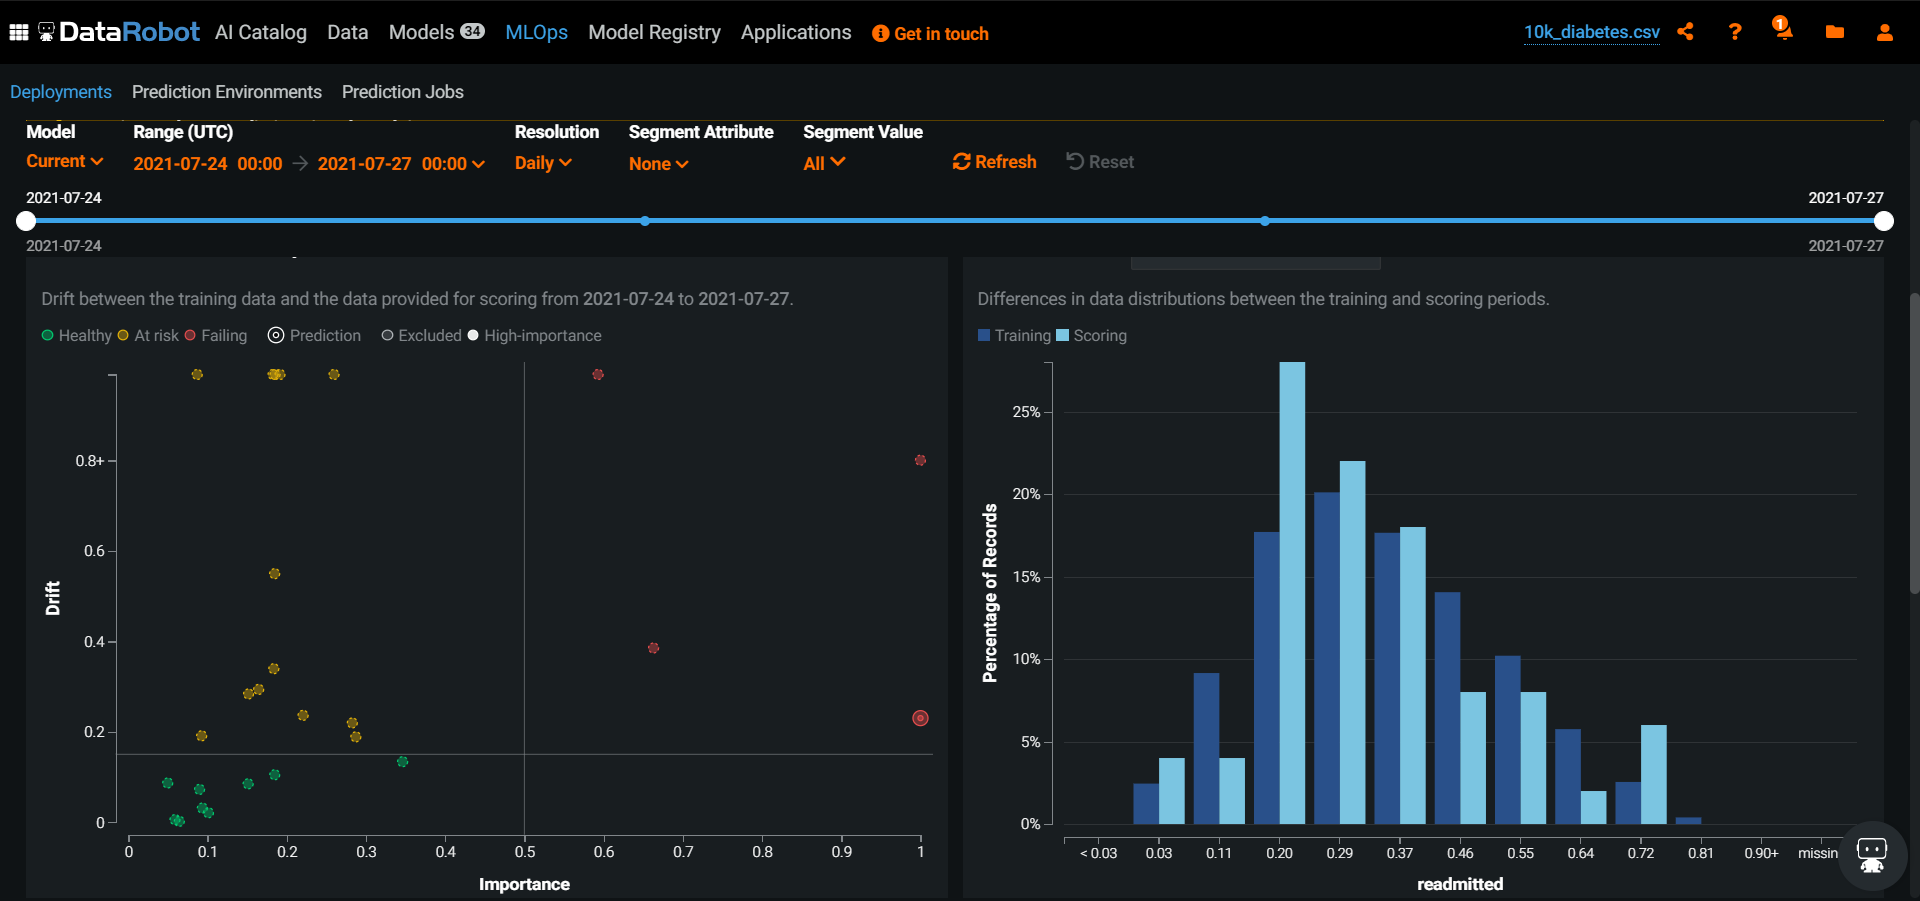 DataRobot AI Catalog Data Models 34 MLOps Model Registry Applications Get in touch 10k_diabetes.csv ? 1
Deployments Prediction Environments Prediction Jobs
Model Range (UTC) Resolution Segment Attribute Segment Value
Current 2021-07-24 00:00 → 2021-07-27 00:00 Daily None All Refresh Reset
2021-07-24 2021-07-27
2021-07-24 2021-07-27
Drift between the training data and the data provided for scoring from 2021-07-24 to 2021-07-27.
Healthy At risk Failing Prediction Excluded High-importance
0.8+
0.6
0.4
0.2
0
Drift
0 0.1 0.2 0.3 0.4 0.5 0.6 0.7 0.8 0.9 1
Importance
Differences in data distributions between the training and scoring periods.
Training Scoring
25%
20%
15%
10%
5%
0%
Percentage of Records
< 0.03 0.03 0.11 0.20 0.29 0.37 0.46 0.55 0.64 0.72 0.81 0.90+ missin
readmitted